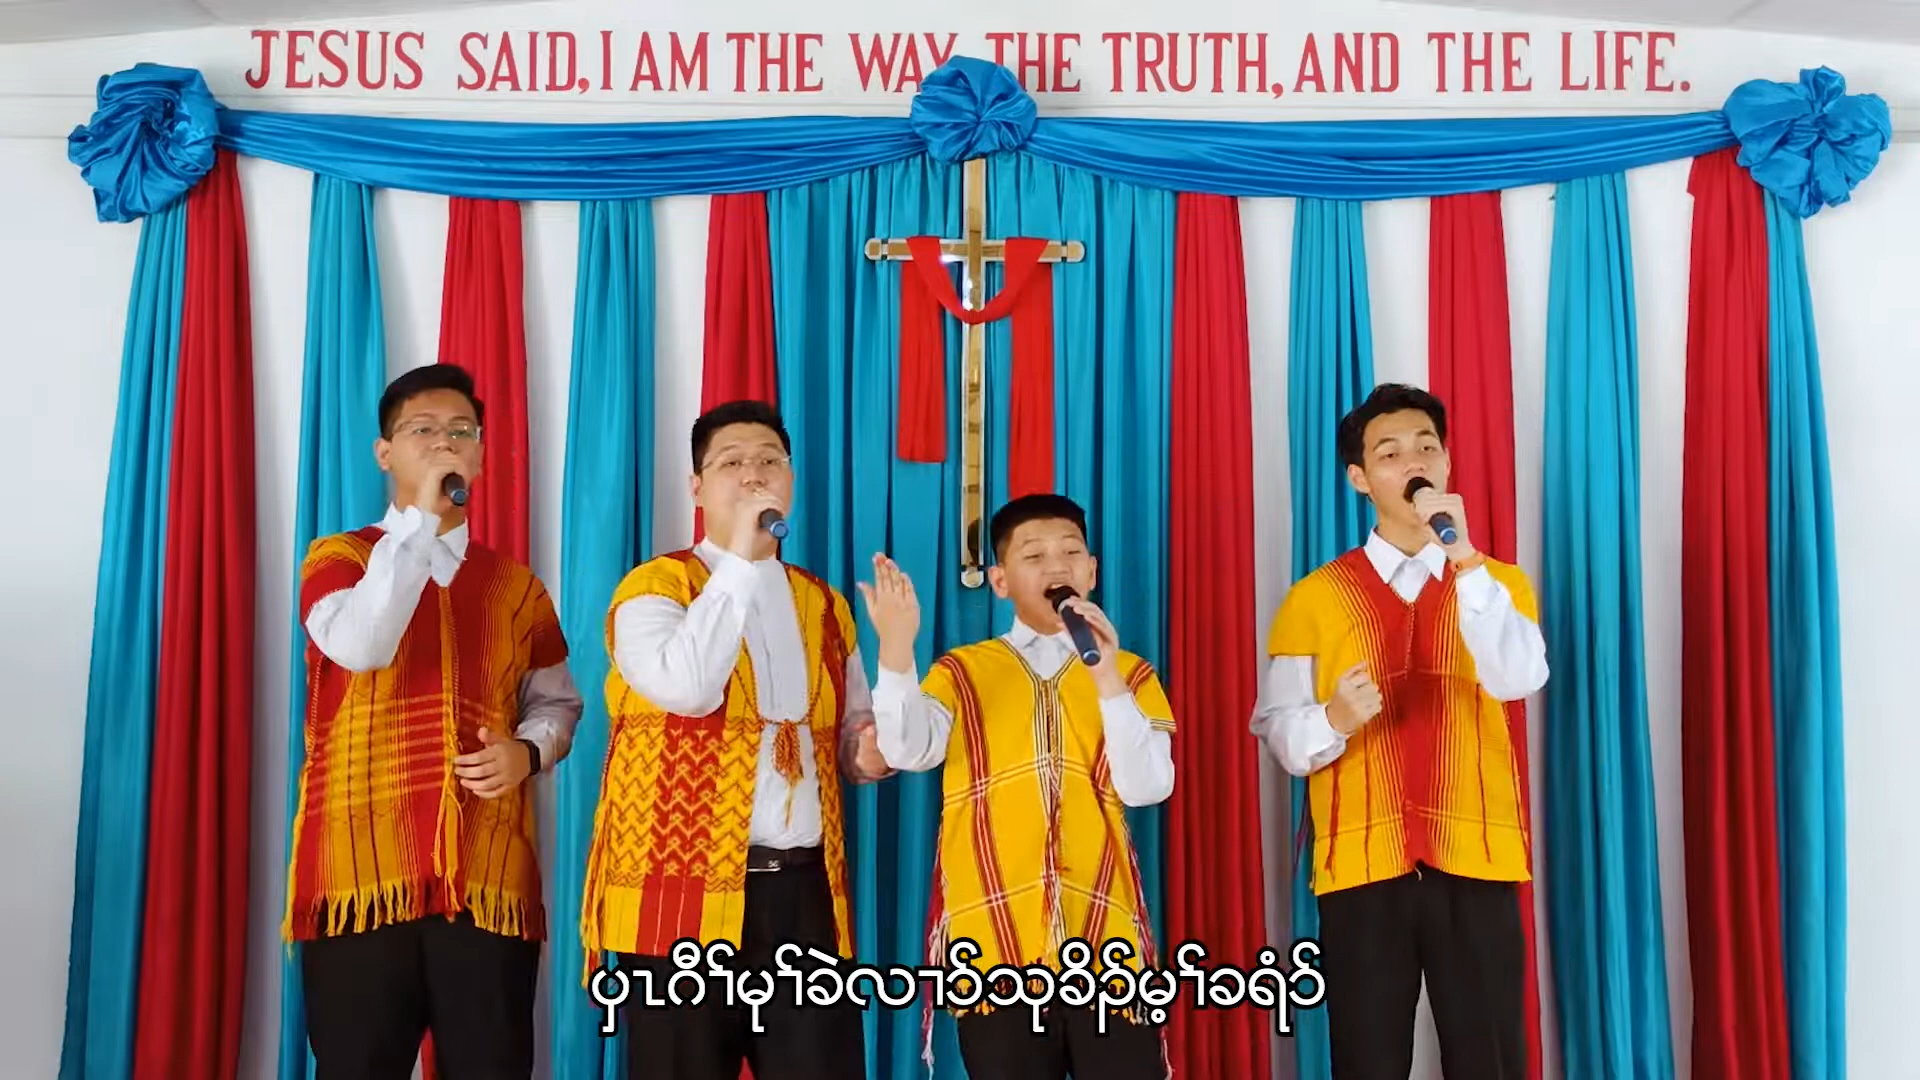 JESUS SAID, I AM THE WAY, THE TRUTH, AND THE LIFE.
ပှၤဂီၢ်မုၢ်ခဲလၢာ်သုခိၣ်မ့ၢ်ခရံာ်